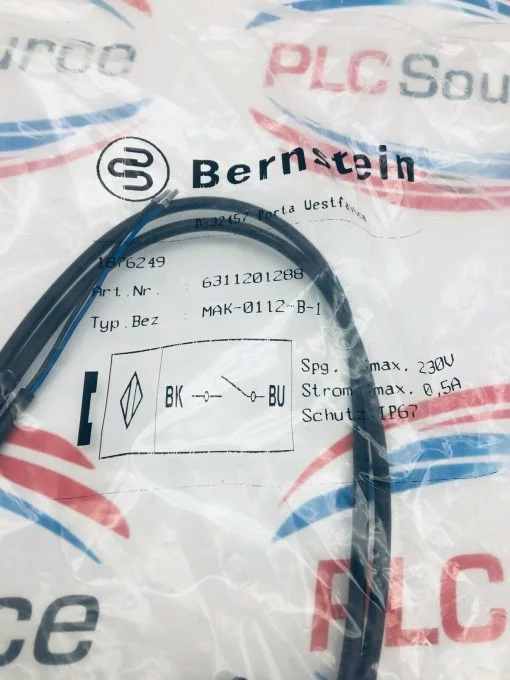 ource
PLC Sou
Bernstein
D-32457 Porta Westfalica
1876249
Art.Nr. : 6311201288
Typ.Bez : MAK-0112-B-1
BK BU
Spg. max. 230V
Strom max. 0,5A
Schutz IP67
PLC
ce